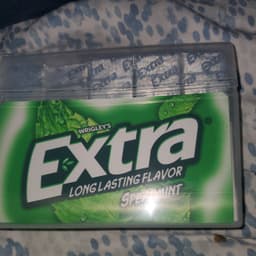 WRIGLEY'S
Extra
LONG LASTING FLAVOR
SPEARMINT